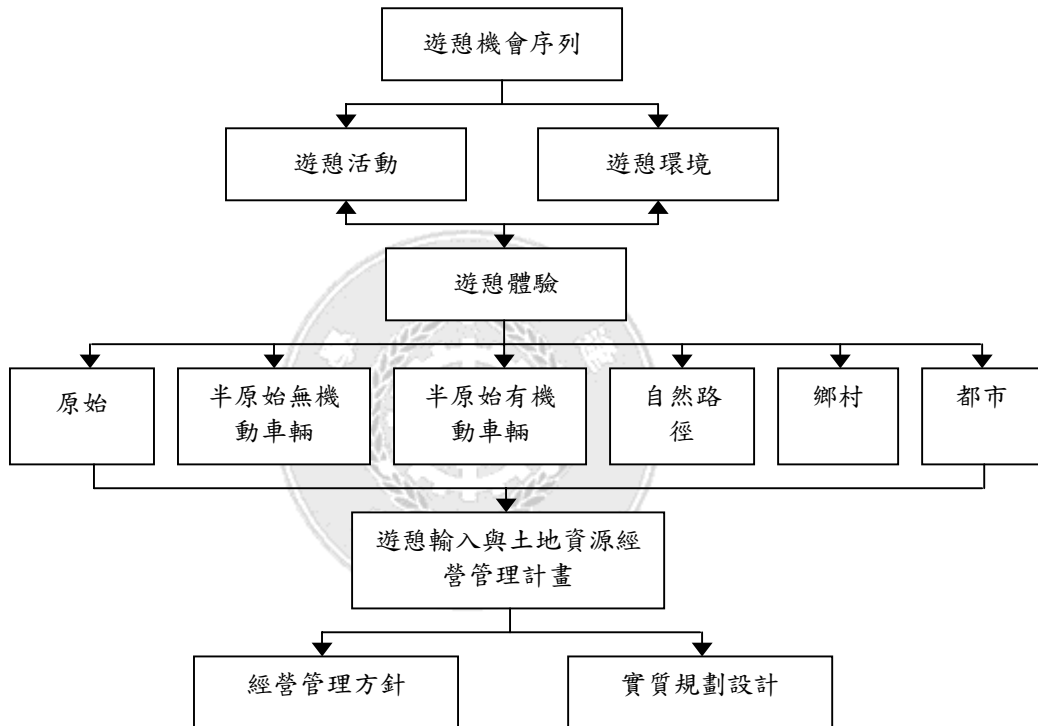 遊憩機會序列
遊憩活動
遊憩環境
遊憩體驗
原始
半原始無機
動車輛
半原始有機
動車輛
自然路
徑
鄉村
都市
遊憩輸入與土地資源經
營管理計畫
經營管理方針
實質規劃設計